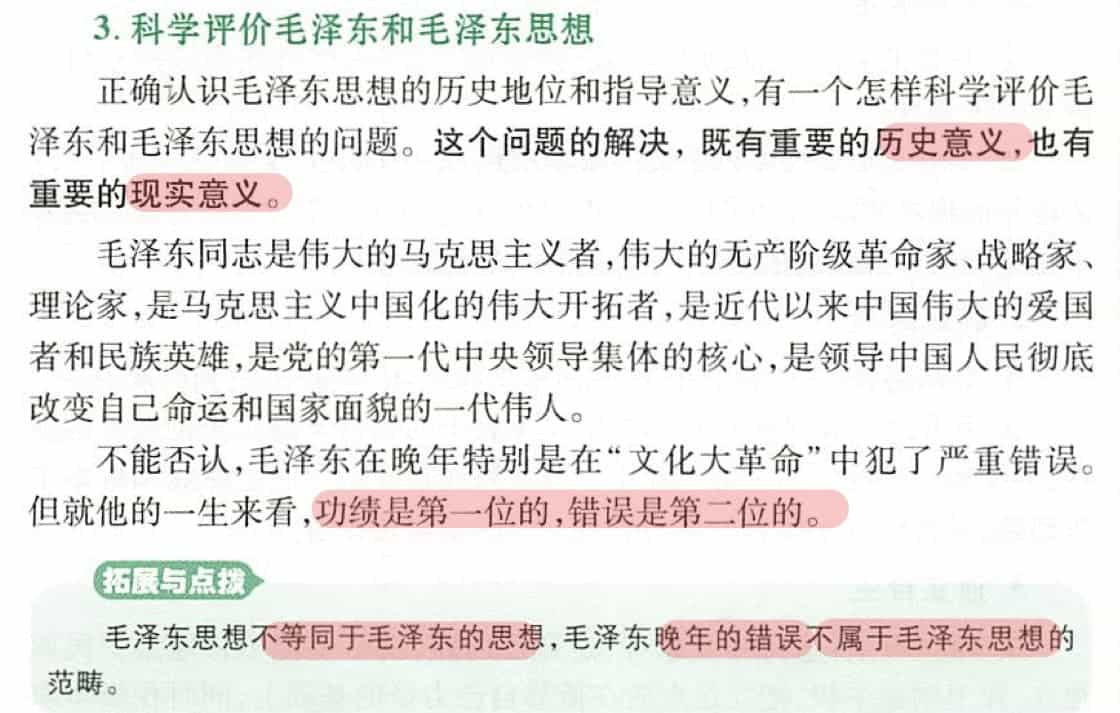 3. 科学评价毛泽东和毛泽东思想
正确认识毛泽东思想的历史地位和指导意义,有一个怎样科学评价毛
泽东和毛泽东思想的问题。这个问题的解决,既有重要的历史意义,也有
重要的现实意义。
毛泽东同志是伟大的马克思主义者,伟大的无产阶级革命家、战略家、
理论家,是马克思主义中国化的伟大开拓者,是近代以来中国伟大的爱国
者和民族英雄,是党的第一代中央领导集体的核心,是领导中国人民彻底
改变自己命运和国家面貌的一代伟人。
不能否认,毛泽东在晚年特别是在“文化大革命”中犯了严重错误。
但就他的一生来看,功绩是第一位的,错误是第二位的。
拓展与点拨
毛泽东思想不等同于毛泽东的思想,毛泽东晚年的错误不属于毛泽东思想的
范畴。